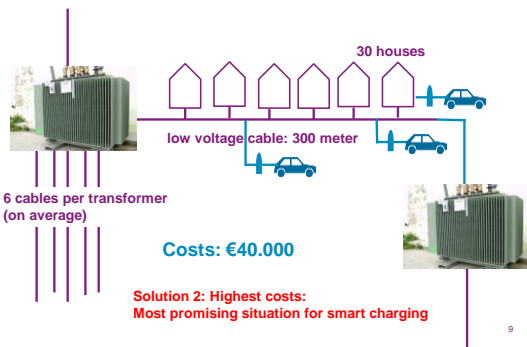 30 houses
low voltage cable: 300 meter
6 cables per transformer
(on average)
Costs: €40.000
Solution 2: Highest costs:
Most promising situation for smart charging
9